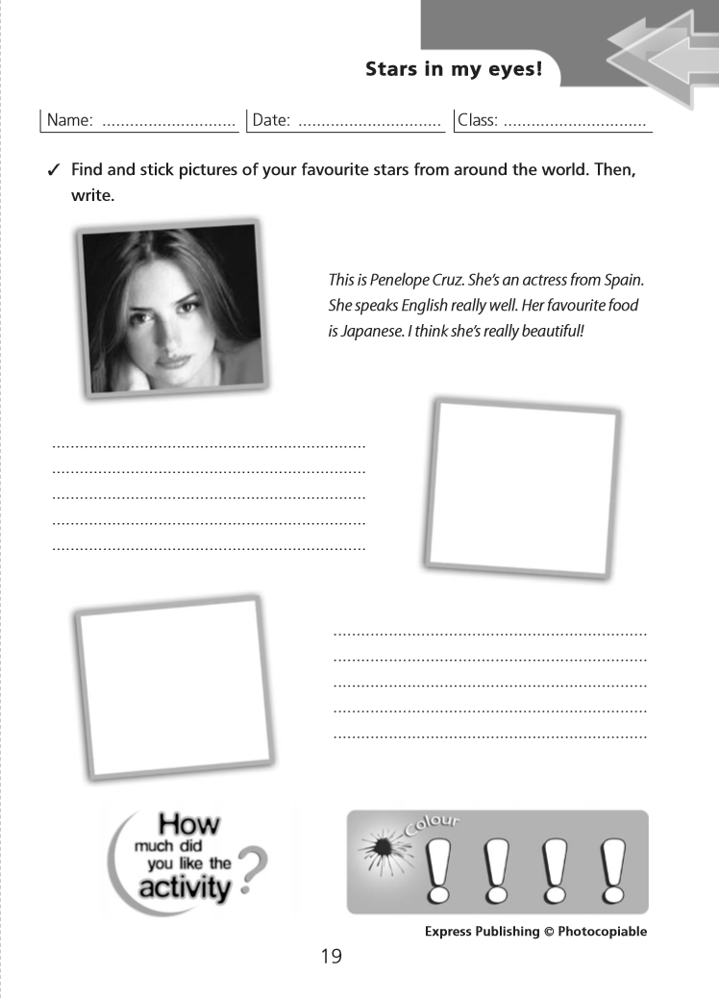 Stars in my eyes!
Name: ............................. Date: ............................... Class: ...............................
✓ Find and stick pictures of your favourite stars from around the world. Then,
write.
This is Penelope Cruz. She's an actress from Spain.
She speaks English really well. Her favourite food
is Japanese. I think she's really beautiful!
....................................................................
....................................................................
....................................................................
....................................................................
....................................................................
....................................................................
....................................................................
....................................................................
....................................................................
....................................................................
How
much did
you like the
activity?
Colour
! ! ! !
Express Publishing © Photocopiable
19